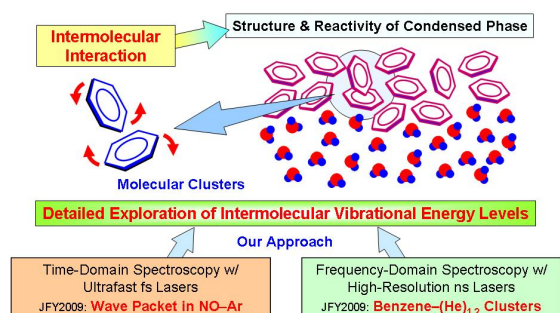 Intermolecular
Interaction
Structure & Reactivity of Condensed Phase
Molecular Clusters
Detailed Exploration of Intermolecular Vibrational Energy Levels
Our Approach
Time-Domain Spectroscopy w/
Ultrafast fs Lasers
JFY2009: Wave Packet in NO–Ar
Frequency-Domain Spectroscopy w/
High-Resolution ns Lasers
JFY2009: Benzene–(He)1,2 Clusters